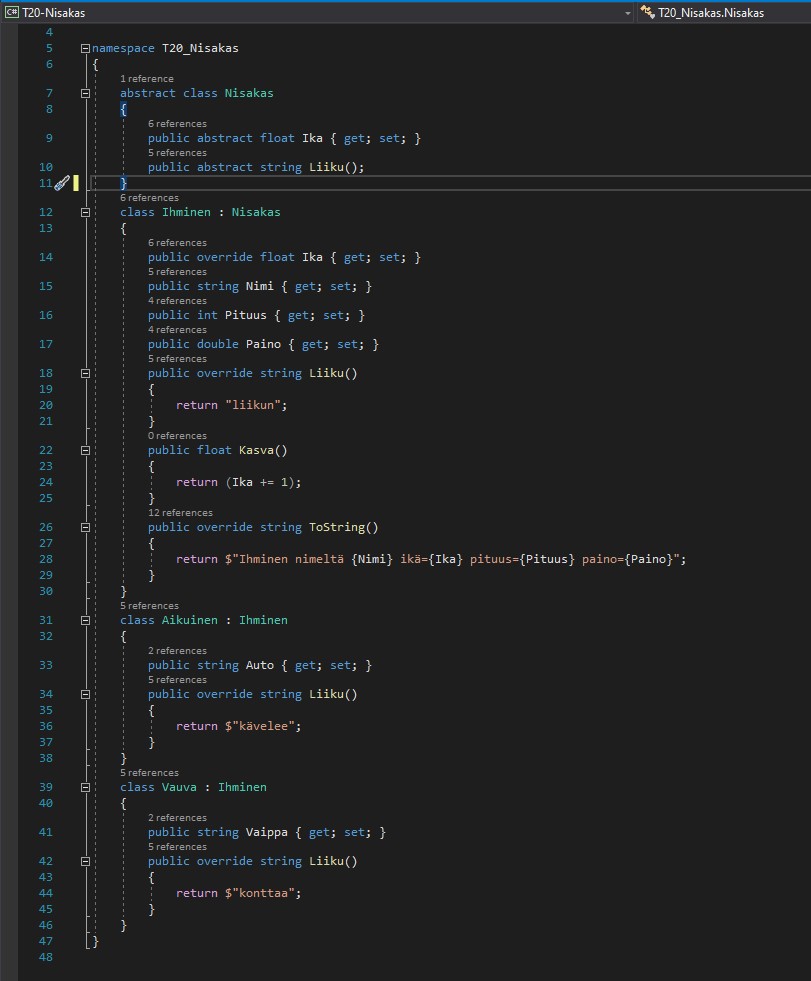 C# T20-Nisakas
T20_Nisakas.Nisakas
4
5 namespace T20_Nisakas
6 {
1 reference
7 abstract class Nisakas
8 {
6 references
9 public abstract float Ika { get; set; }
5 references
10 public abstract string Liiku();
11 }
6 references
12 class Ihminen : Nisakas
13 {
6 references
14 public override float Ika { get; set; }
5 references
15 public string Nimi { get; set; }
4 references
16 public int Pituus { get; set; }
4 references
17 public double Paino { get; set; }
5 references
18 public override string Liiku()
19 {
20 return "liikun";
21 }
0 references
22 public float Kasva()
23 {
24 return (Ika += 1);
25 }
12 references
26 public override string ToString()
27 {
28 return $"Ihminen nimeltä {Nimi} ikä={Ika} pituus={Pituus} paino={Paino}";
29 }
30 }
5 references
31 class Aikuinen : Ihminen
32 {
2 references
33 public string Auto { get; set; }
5 references
34 public override string Liiku()
35 {
36 return $"kävelee";
37 }
38 }
5 references
39 class Vauva : Ihminen
40 {
2 references
41 public string Vaippa { get; set; }
5 references
42 public override string Liiku()
43 {
44 return $"konttaa";
45 }
46 }
47 }
48